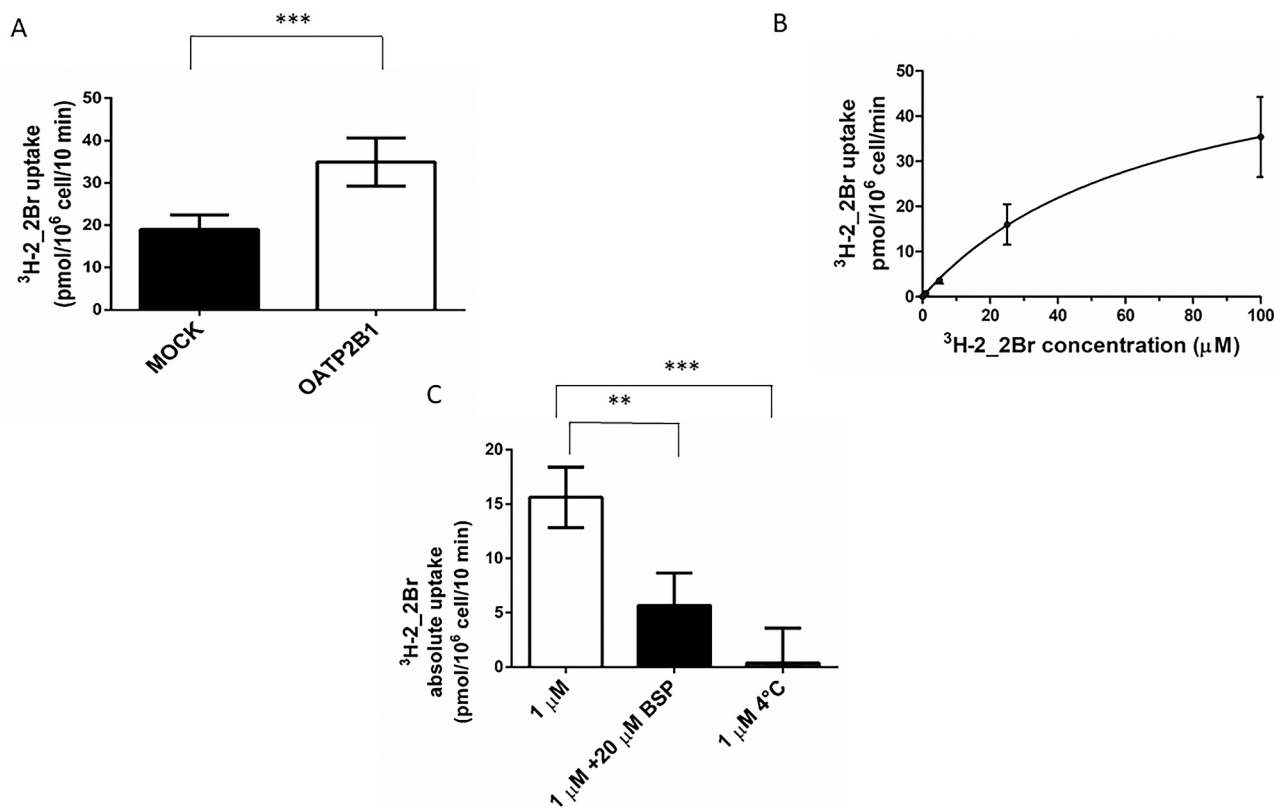 A
***
50
40
30
20
10
0
³H-2_2Br uptake
(pmol/10⁶ cell/10 min)
MOCK
OATP2B1
B
50
40
30
20
10
0
³H-2_2Br uptake
pmol/10⁶ cell/min
0 20 40 60 80 100
³H-2_2Br concentration (μM)
C
***
**
20
15
10
5
0
³H-2_2Br
absolute uptake
(pmol/10⁶ cell/10 min)
1 μM
1 μM +20 μM BSP
1 μM 4°C